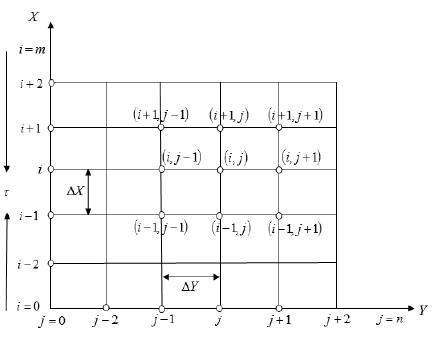 X
i = m
i + 2
i + 1
(i+1, j−1) (i+1, j) (i+1, j+1)
i
(i, j−1) (i, j) (i, j+1)
ΔX
τ
i − 1
(i−1, j−1) (i−1, j) (i−1, j+1)
i − 2
ΔY
i = 0
Y
j = 0 j − 2 j − 1 j j + 1 j + 2 j = n